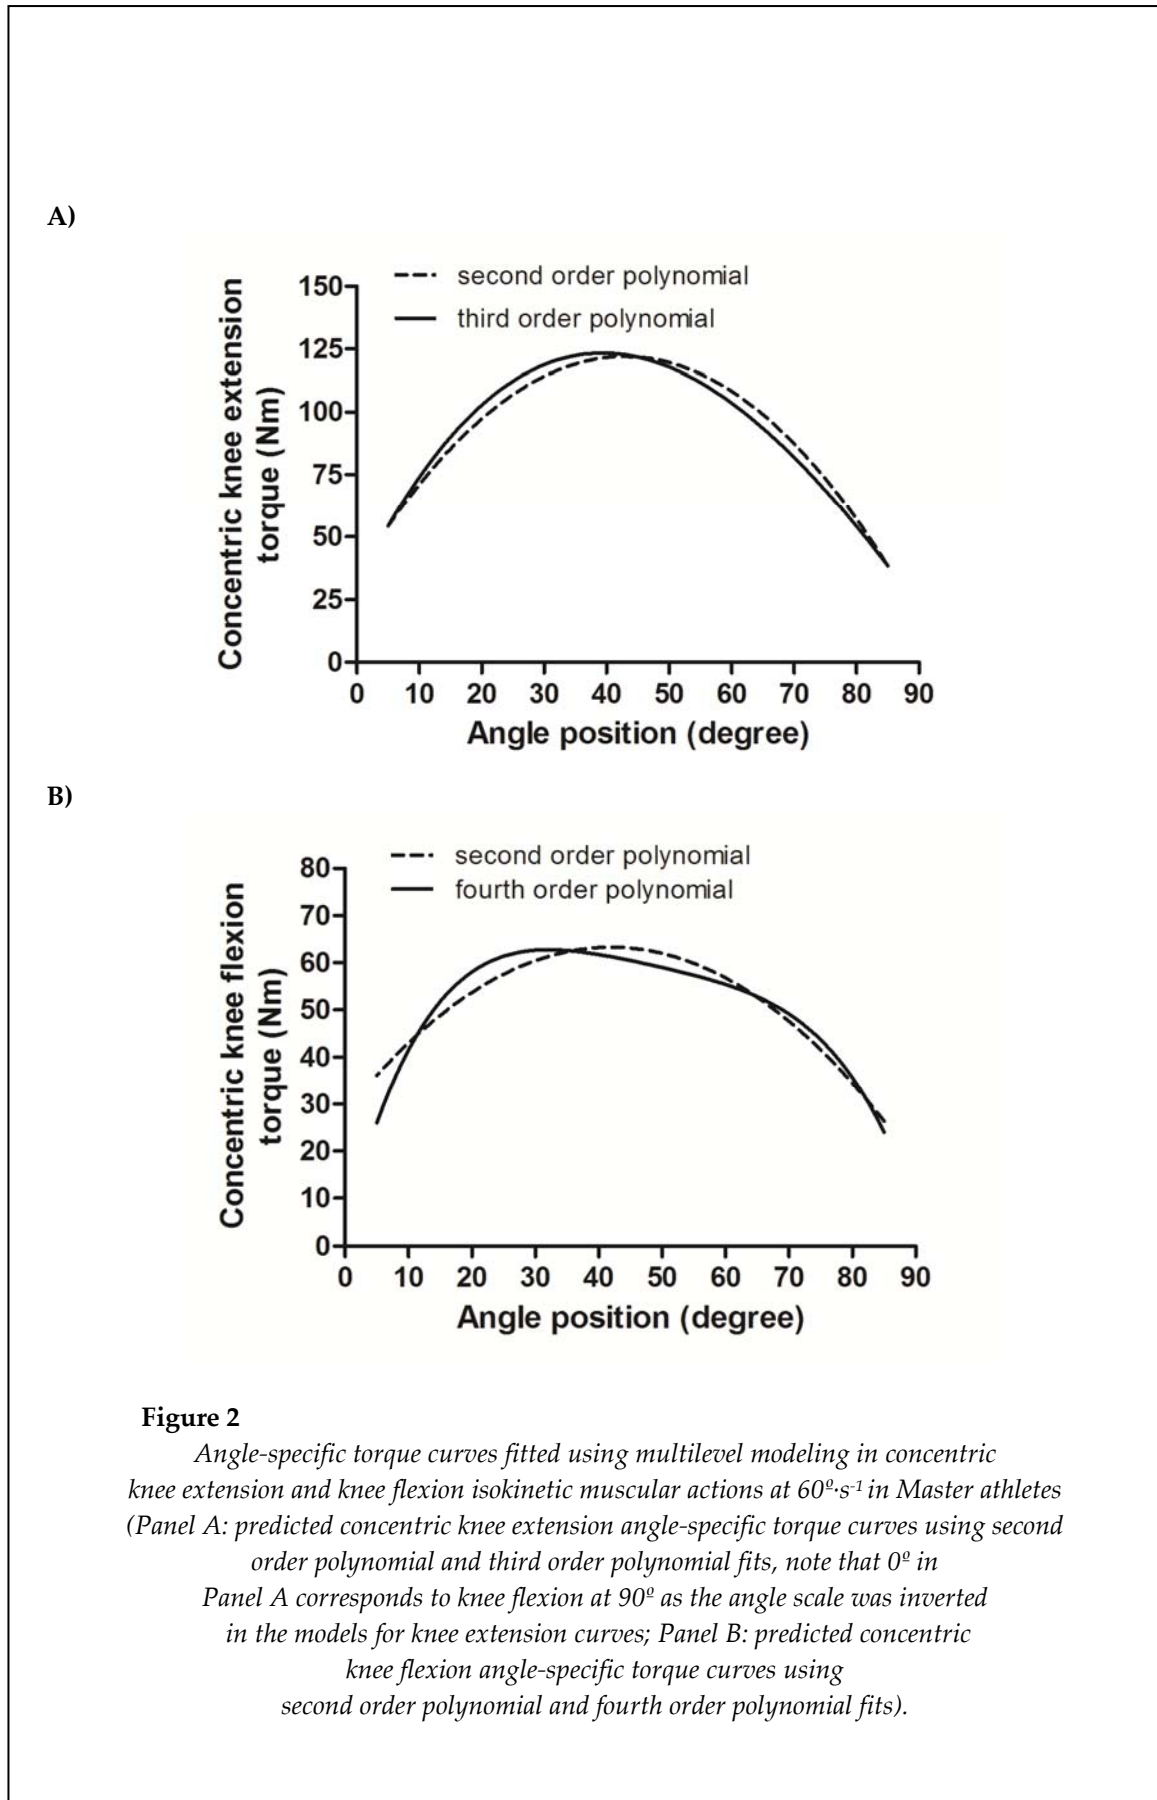 A)
second order polynomial
third order polynomial
Concentric knee extension
torque (Nm)
150
125
100
75
50
25
0
0 10 20 30 40 50 60 70 80 90
Angle position (degree)
B)
second order polynomial
fourth order polynomial
Concentric knee flexion
torque (Nm)
80
70
60
50
40
30
20
10
0
0 10 20 30 40 50 60 70 80 90
Angle position (degree)
Figure 2
Angle-specific torque curves fitted using multilevel modeling in concentric
knee extension and knee flexion isokinetic muscular actions at 60º·s-1 in Master athletes
(Panel A: predicted concentric knee extension angle-specific torque curves using second
order polynomial and third order polynomial fits, note that 0º in
Panel A corresponds to knee flexion at 90º as the angle scale was inverted
in the models for knee extension curves; Panel B: predicted concentric
knee flexion angle-specific torque curves using
second order polynomial and fourth order polynomial fits).